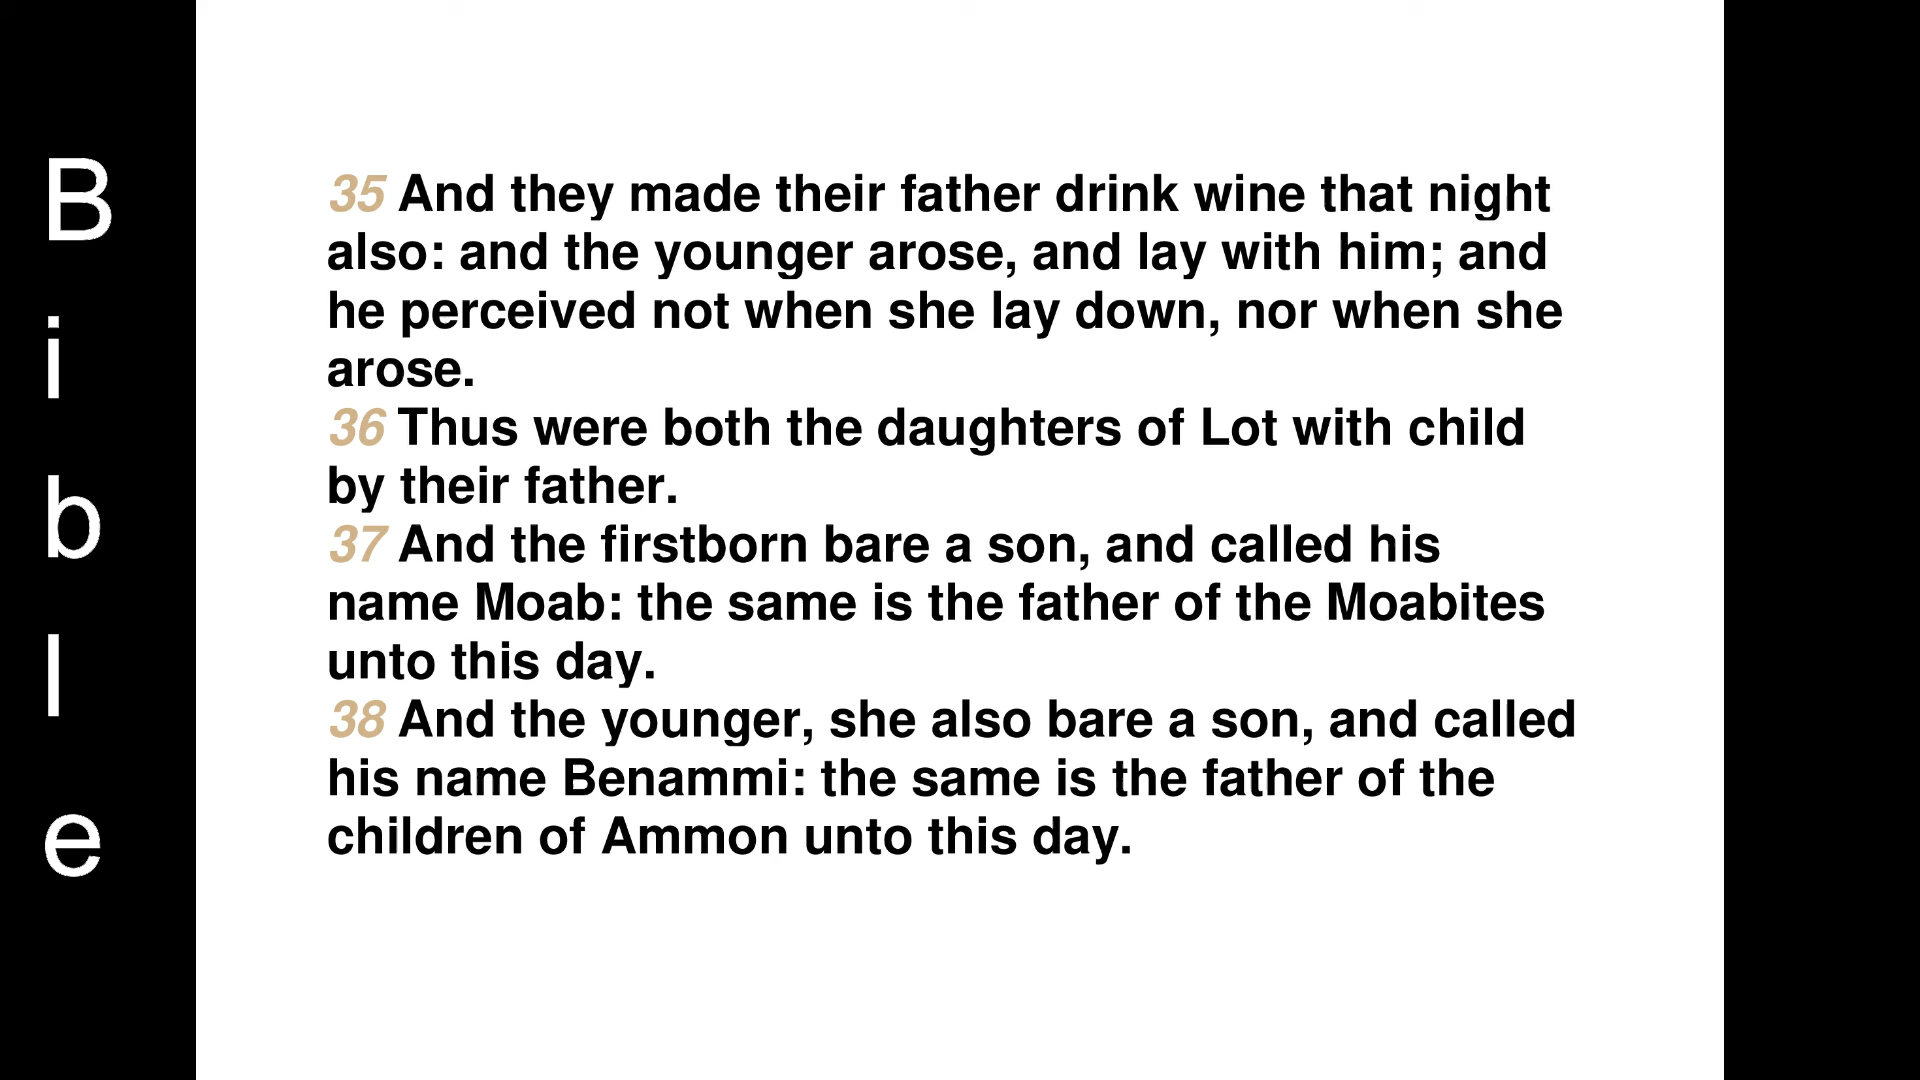 B
i
b
l
e
35 And they made their father drink wine that night
also: and the younger arose, and lay with him; and
he perceived not when she lay down, nor when she
arose.
36 Thus were both the daughters of Lot with child
by their father.
37 And the firstborn bare a son, and called his
name Moab: the same is the father of the Moabites
unto this day.
38 And the younger, she also bare a son, and called
his name Benammi: the same is the father of the
children of Ammon unto this day.